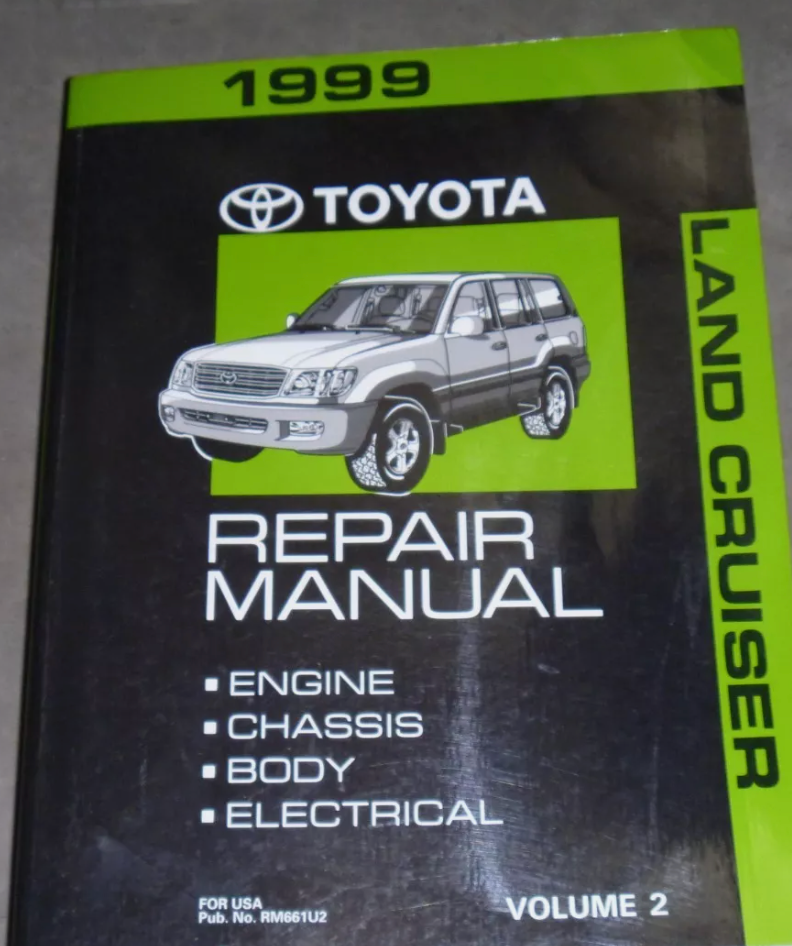 1999
TOYOTA
LAND CRUISER
REPAIR
MANUAL
▪ ENGINE
▪ CHASSIS
▪ BODY
▪ ELECTRICAL
FOR USA
Pub. No. RM661U2
VOLUME 2